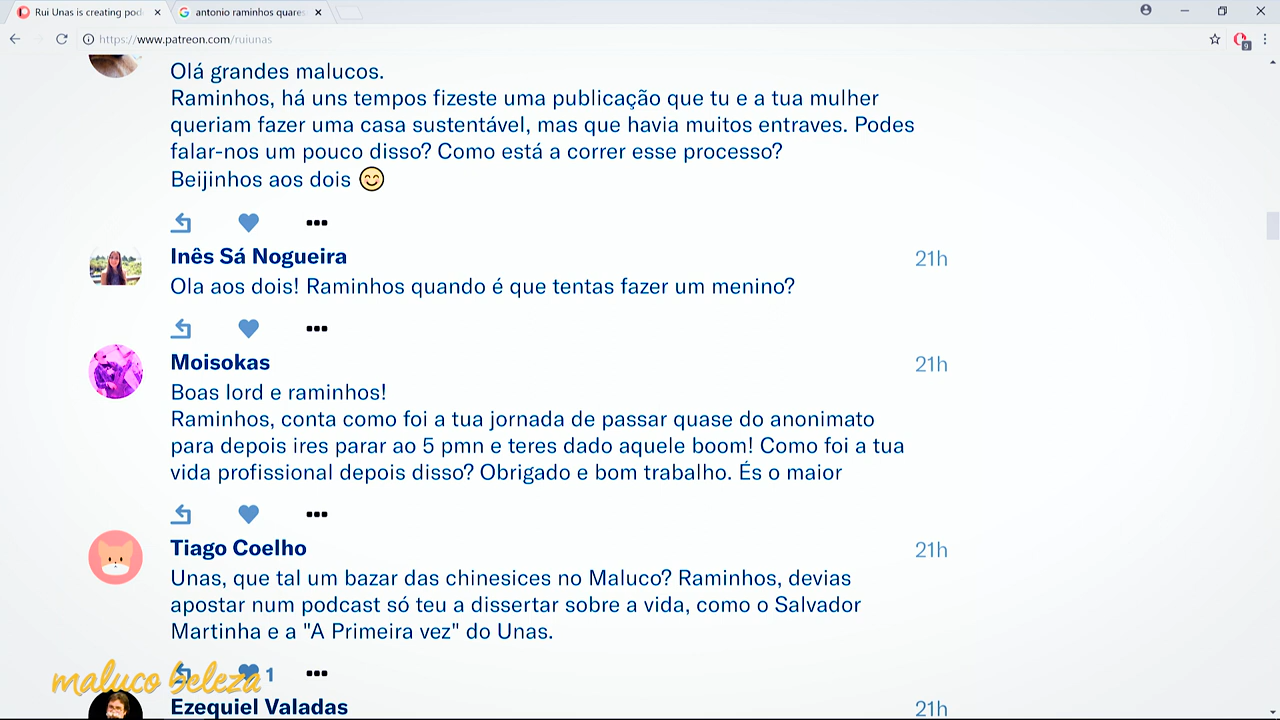 Rui Unas is creating pod
antonio raminhos quares
https://www.patreon.com/ruiunas
9
Olá grandes malucos.
Raminhos, há uns tempos fizeste uma publicação que tu e a tua mulher
queriam fazer uma casa sustentável, mas que havia muitos entraves. Podes
falar-nos um pouco disso? Como está a correr esse processo?
Beijinhos aos dois 😊
Inês Sá Nogueira
21h
Ola aos dois! Raminhos quando é que tentas fazer um menino?
Moisokas
21h
Boas lord e raminhos!
Raminhos, conta como foi a tua jornada de passar quase do anonimato
para depois ires parar ao 5 pmn e teres dado aquele boom! Como foi a tua
vida profissional depois disso? Obrigado e bom trabalho. És o maior
Tiago Coelho
21h
Unas, que tal um bazar das chinesices no Maluco? Raminhos, devias
apostar num podcast só teu a dissertar sobre a vida, como o Salvador
Martinha e a "A Primeira vez" do Unas.
1
maluco beleza
Ezequiel Valadas
21h